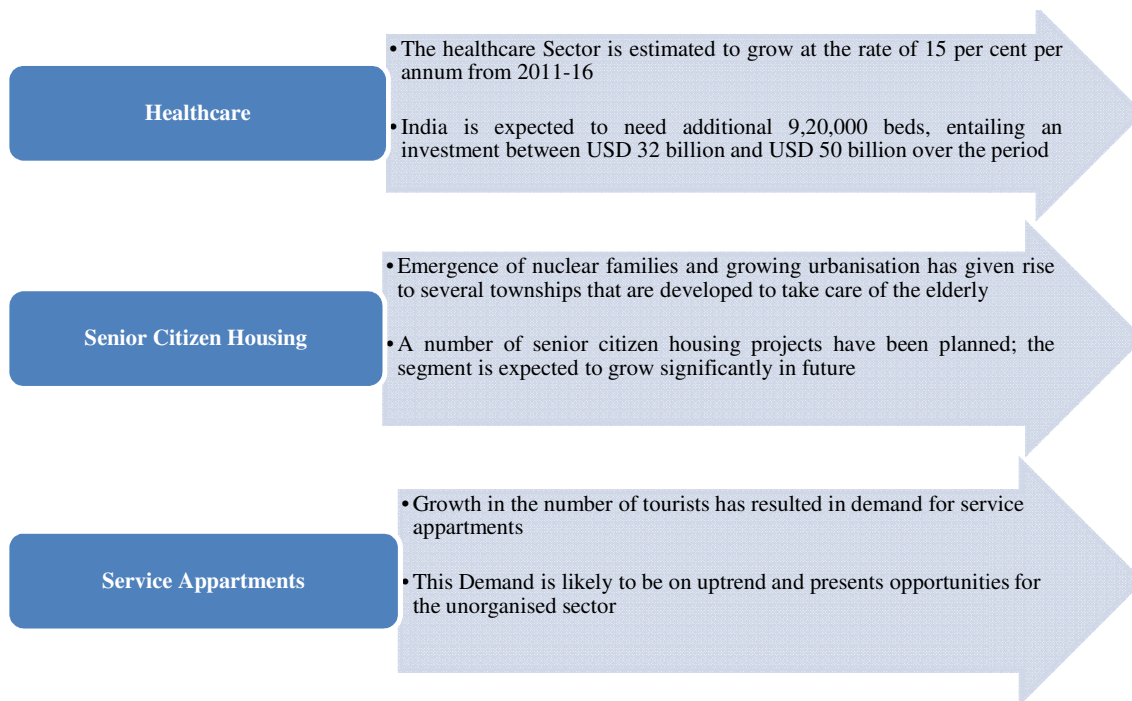 Healthcare
• The healthcare Sector is estimated to grow at the rate of 15 per cent per
annum from 2011-16
• India is expected to need additional 9,20,000 beds, entailing an
investment between USD 32 billion and USD 50 billion over the period
Senior Citizen Housing
• Emergence of nuclear families and growing urbanisation has given rise
to several townships that are developed to take care of the elderly
• A number of senior citizen housing projects have been planned; the
segment is expected to grow significantly in future
Service Appartments
• Growth in the number of tourists has resulted in demand for service
appartments
• This Demand is likely to be on uptrend and presents opportunities for
the unorganised sector